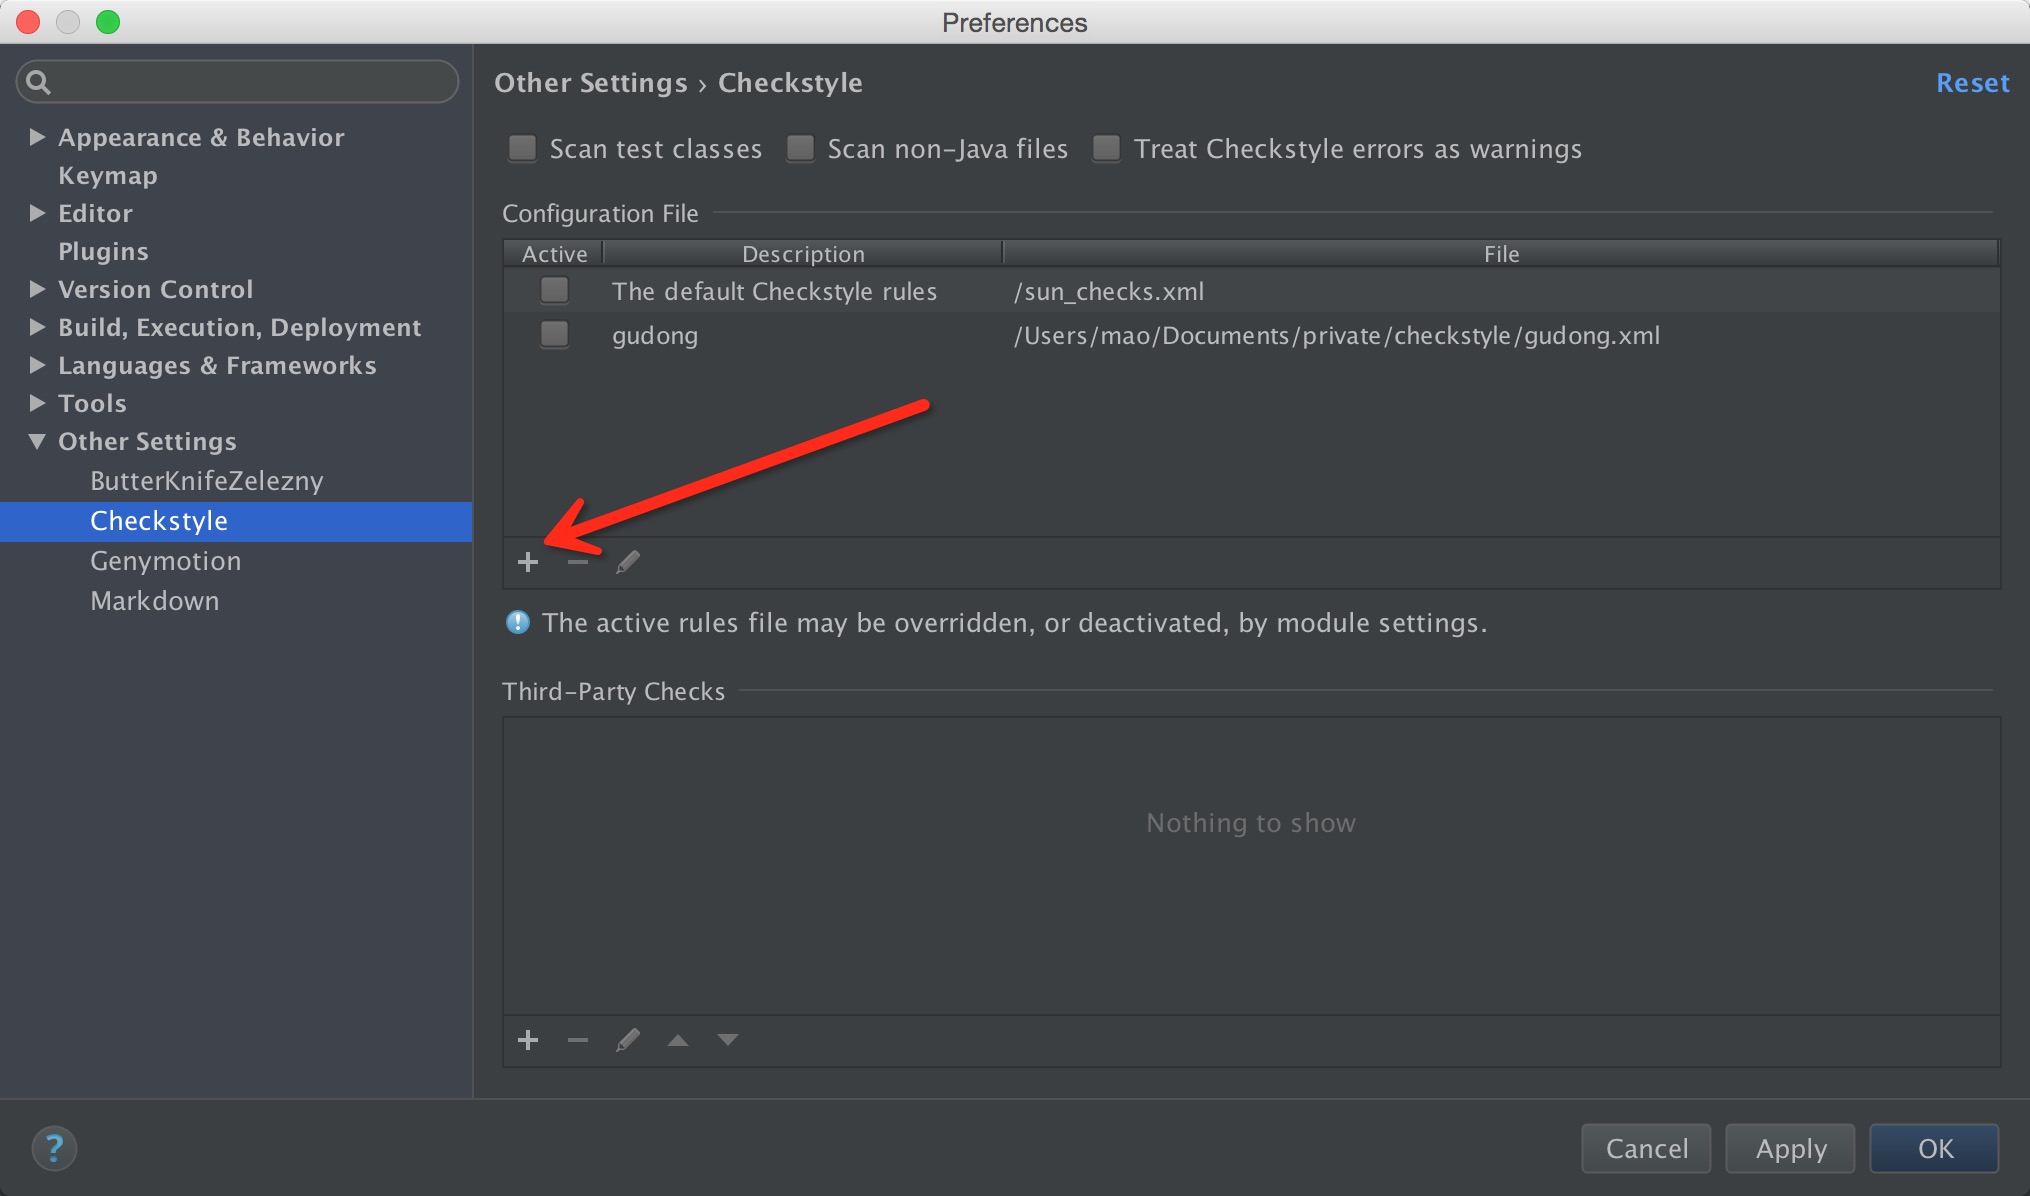 Preferences
Appearance & Behavior
Keymap
Editor
Plugins
Version Control
Build, Execution, Deployment
Languages & Frameworks
Tools
Other Settings
ButterKnifeZelezny
Checkstyle
Genymotion
Markdown
Other Settings › Checkstyle
Reset
Scan test classes
Scan non-Java files
Treat Checkstyle errors as warnings
Configuration File
Active Description File
The default Checkstyle rules /sun_checks.xml
gudong /Users/mao/Documents/private/checkstyle/gudong.xml
The active rules file may be overridden, or deactivated, by module settings.
Third-Party Checks
Nothing to show
?
Cancel
Apply
OK